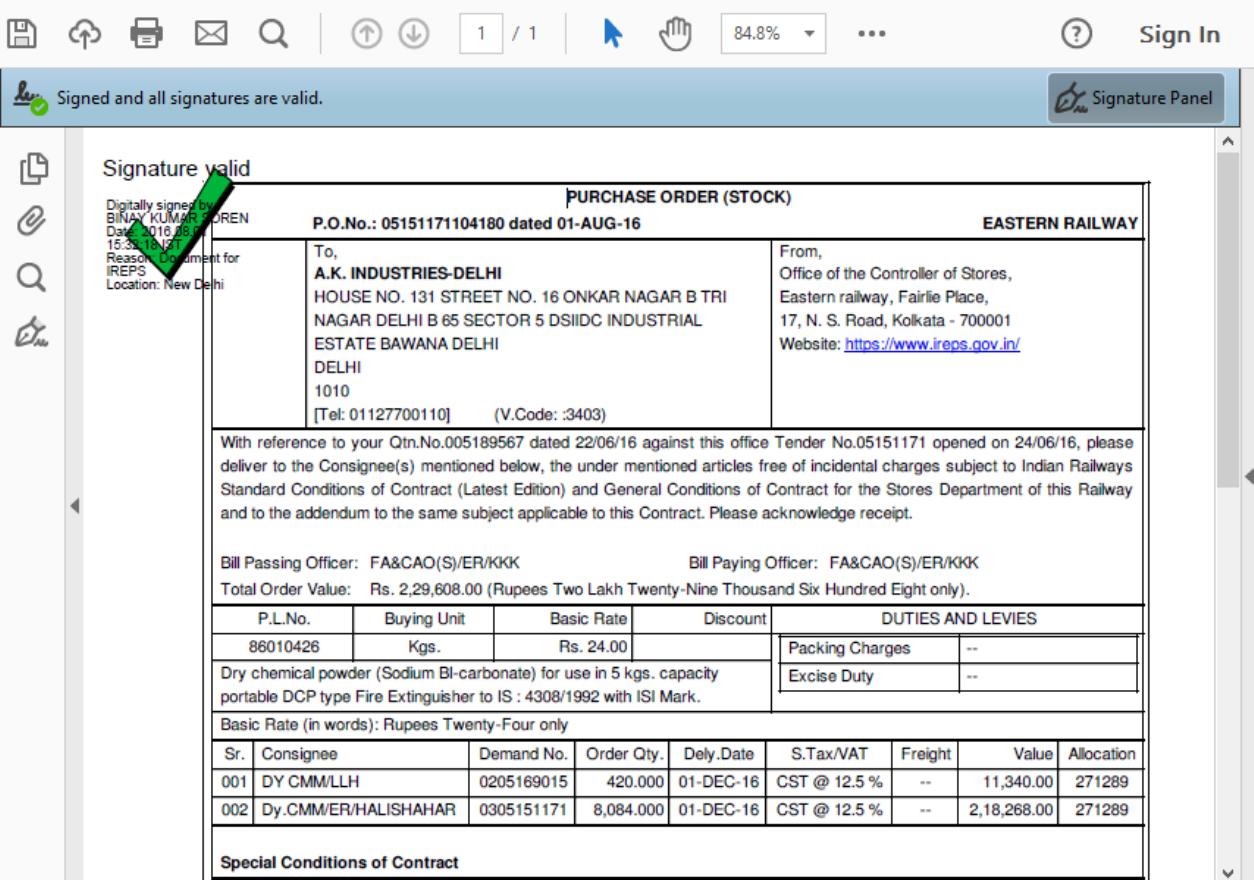 1 / 1
84.8%
Sign In
Signed and all signatures are valid.
Signature Panel
Signature valid
Digitally signed by
BINAY KUMAR SOREN
Date: 2016.08.01
15:32:18 IST
Reason: Document for
IREPS
Location: New Delhi
PURCHASE ORDER (STOCK)
P.O.No.: 05151171104180 dated 01-AUG-16 EASTERN RAILWAY
To,
A.K. INDUSTRIES-DELHI
HOUSE NO. 131 STREET NO. 16 ONKAR NAGAR B TRI
NAGAR DELHI B 65 SECTOR 5 DSIIDC INDUSTRIAL
ESTATE BAWANA DELHI
DELHI
1010
[Tel: 01127700110] (V.Code: :3403)
From,
Office of the Controller of Stores,
Eastern railway, Fairlie Place,
17, N. S. Road, Kolkata - 700001
Website: https://www.ireps.gov.in/
With reference to your Qtn.No.005189567 dated 22/06/16 against this office Tender No.05151171 opened on 24/06/16, please
deliver to the Consignee(s) mentioned below, the under mentioned articles free of incidental charges subject to Indian Railways
Standard Conditions of Contract (Latest Edition) and General Conditions of Contract for the Stores Department of this Railway
and to the addendum to the same subject applicable to this Contract. Please acknowledge receipt.
Bill Passing Officer: FA&CAO(S)/ER/KKK Bill Paying Officer: FA&CAO(S)/ER/KKK
Total Order Value: Rs. 2,29,608.00 (Rupees Two Lakh Twenty-Nine Thousand Six Hundred Eight only).
P.L.No. Buying Unit Basic Rate Discount DUTIES AND LEVIES
86010426 Kgs. Rs. 24.00
Packing Charges --
Excise Duty --
Dry chemical powder (Sodium BI-carbonate) for use in 5 kgs. capacity
portable DCP type Fire Extinguisher to IS : 4308/1992 with ISI Mark.
Basic Rate (in words): Rupees Twenty-Four only
Sr. Consignee Demand No. Order Qty. Dely.Date S.Tax/VAT Freight Value Allocation
001 DY CMM/LLH 0205169015 420.000 01-DEC-16 CST @ 12.5 % -- 11,340.00 271289
002 Dy.CMM/ER/HALISHAHAR 0305151171 8,084.000 01-DEC-16 CST @ 12.5 % -- 2,18,268.00 271289
Special Conditions of Contract